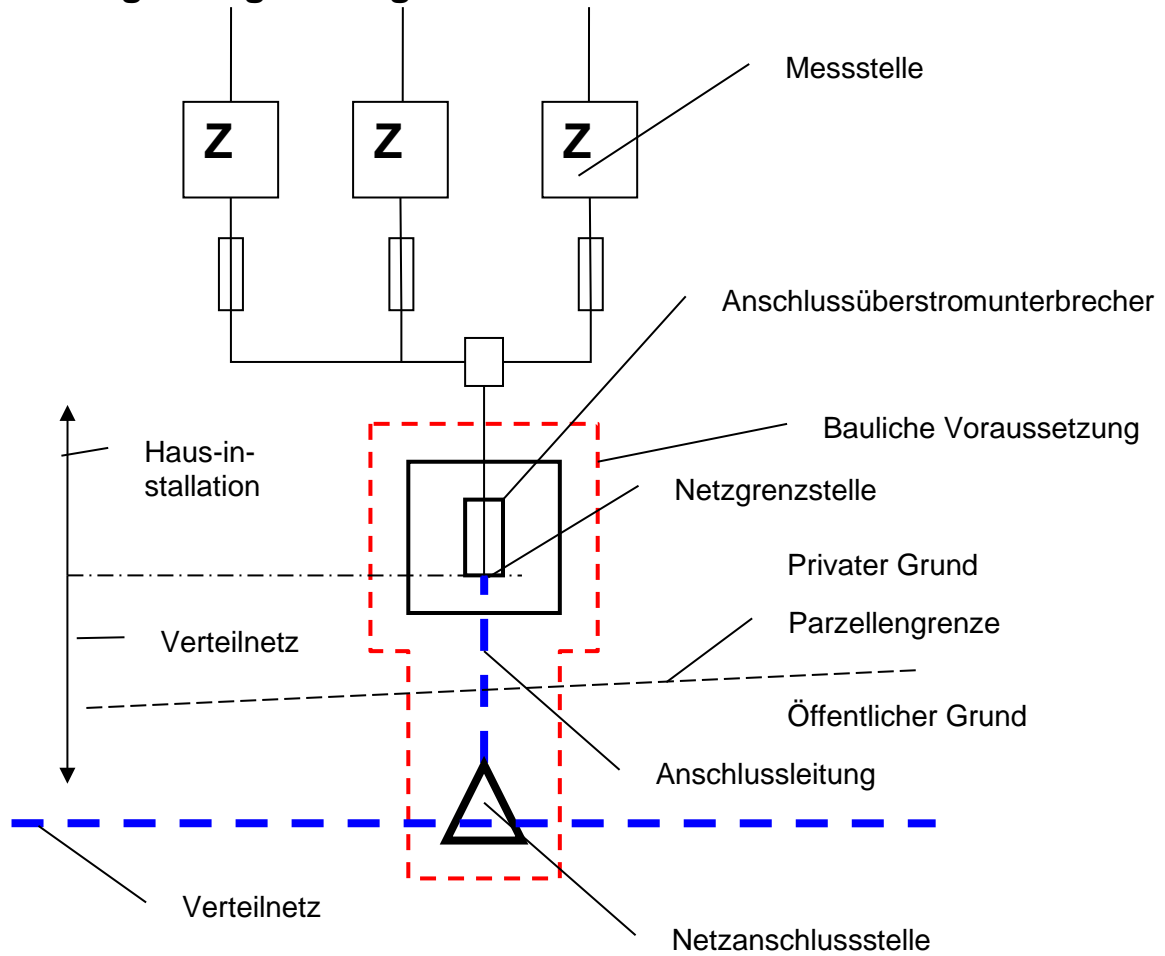 Messstelle
Z Z Z
Anschlussüberstromunterbrecher
Bauliche Voraussetzung
Haus-in-
stallation
Netzgrenzstelle
Privater Grund
Parzellengrenze
Verteilnetz
Öffentlicher Grund
Anschlussleitung
Verteilnetz
Netzanschlussstelle